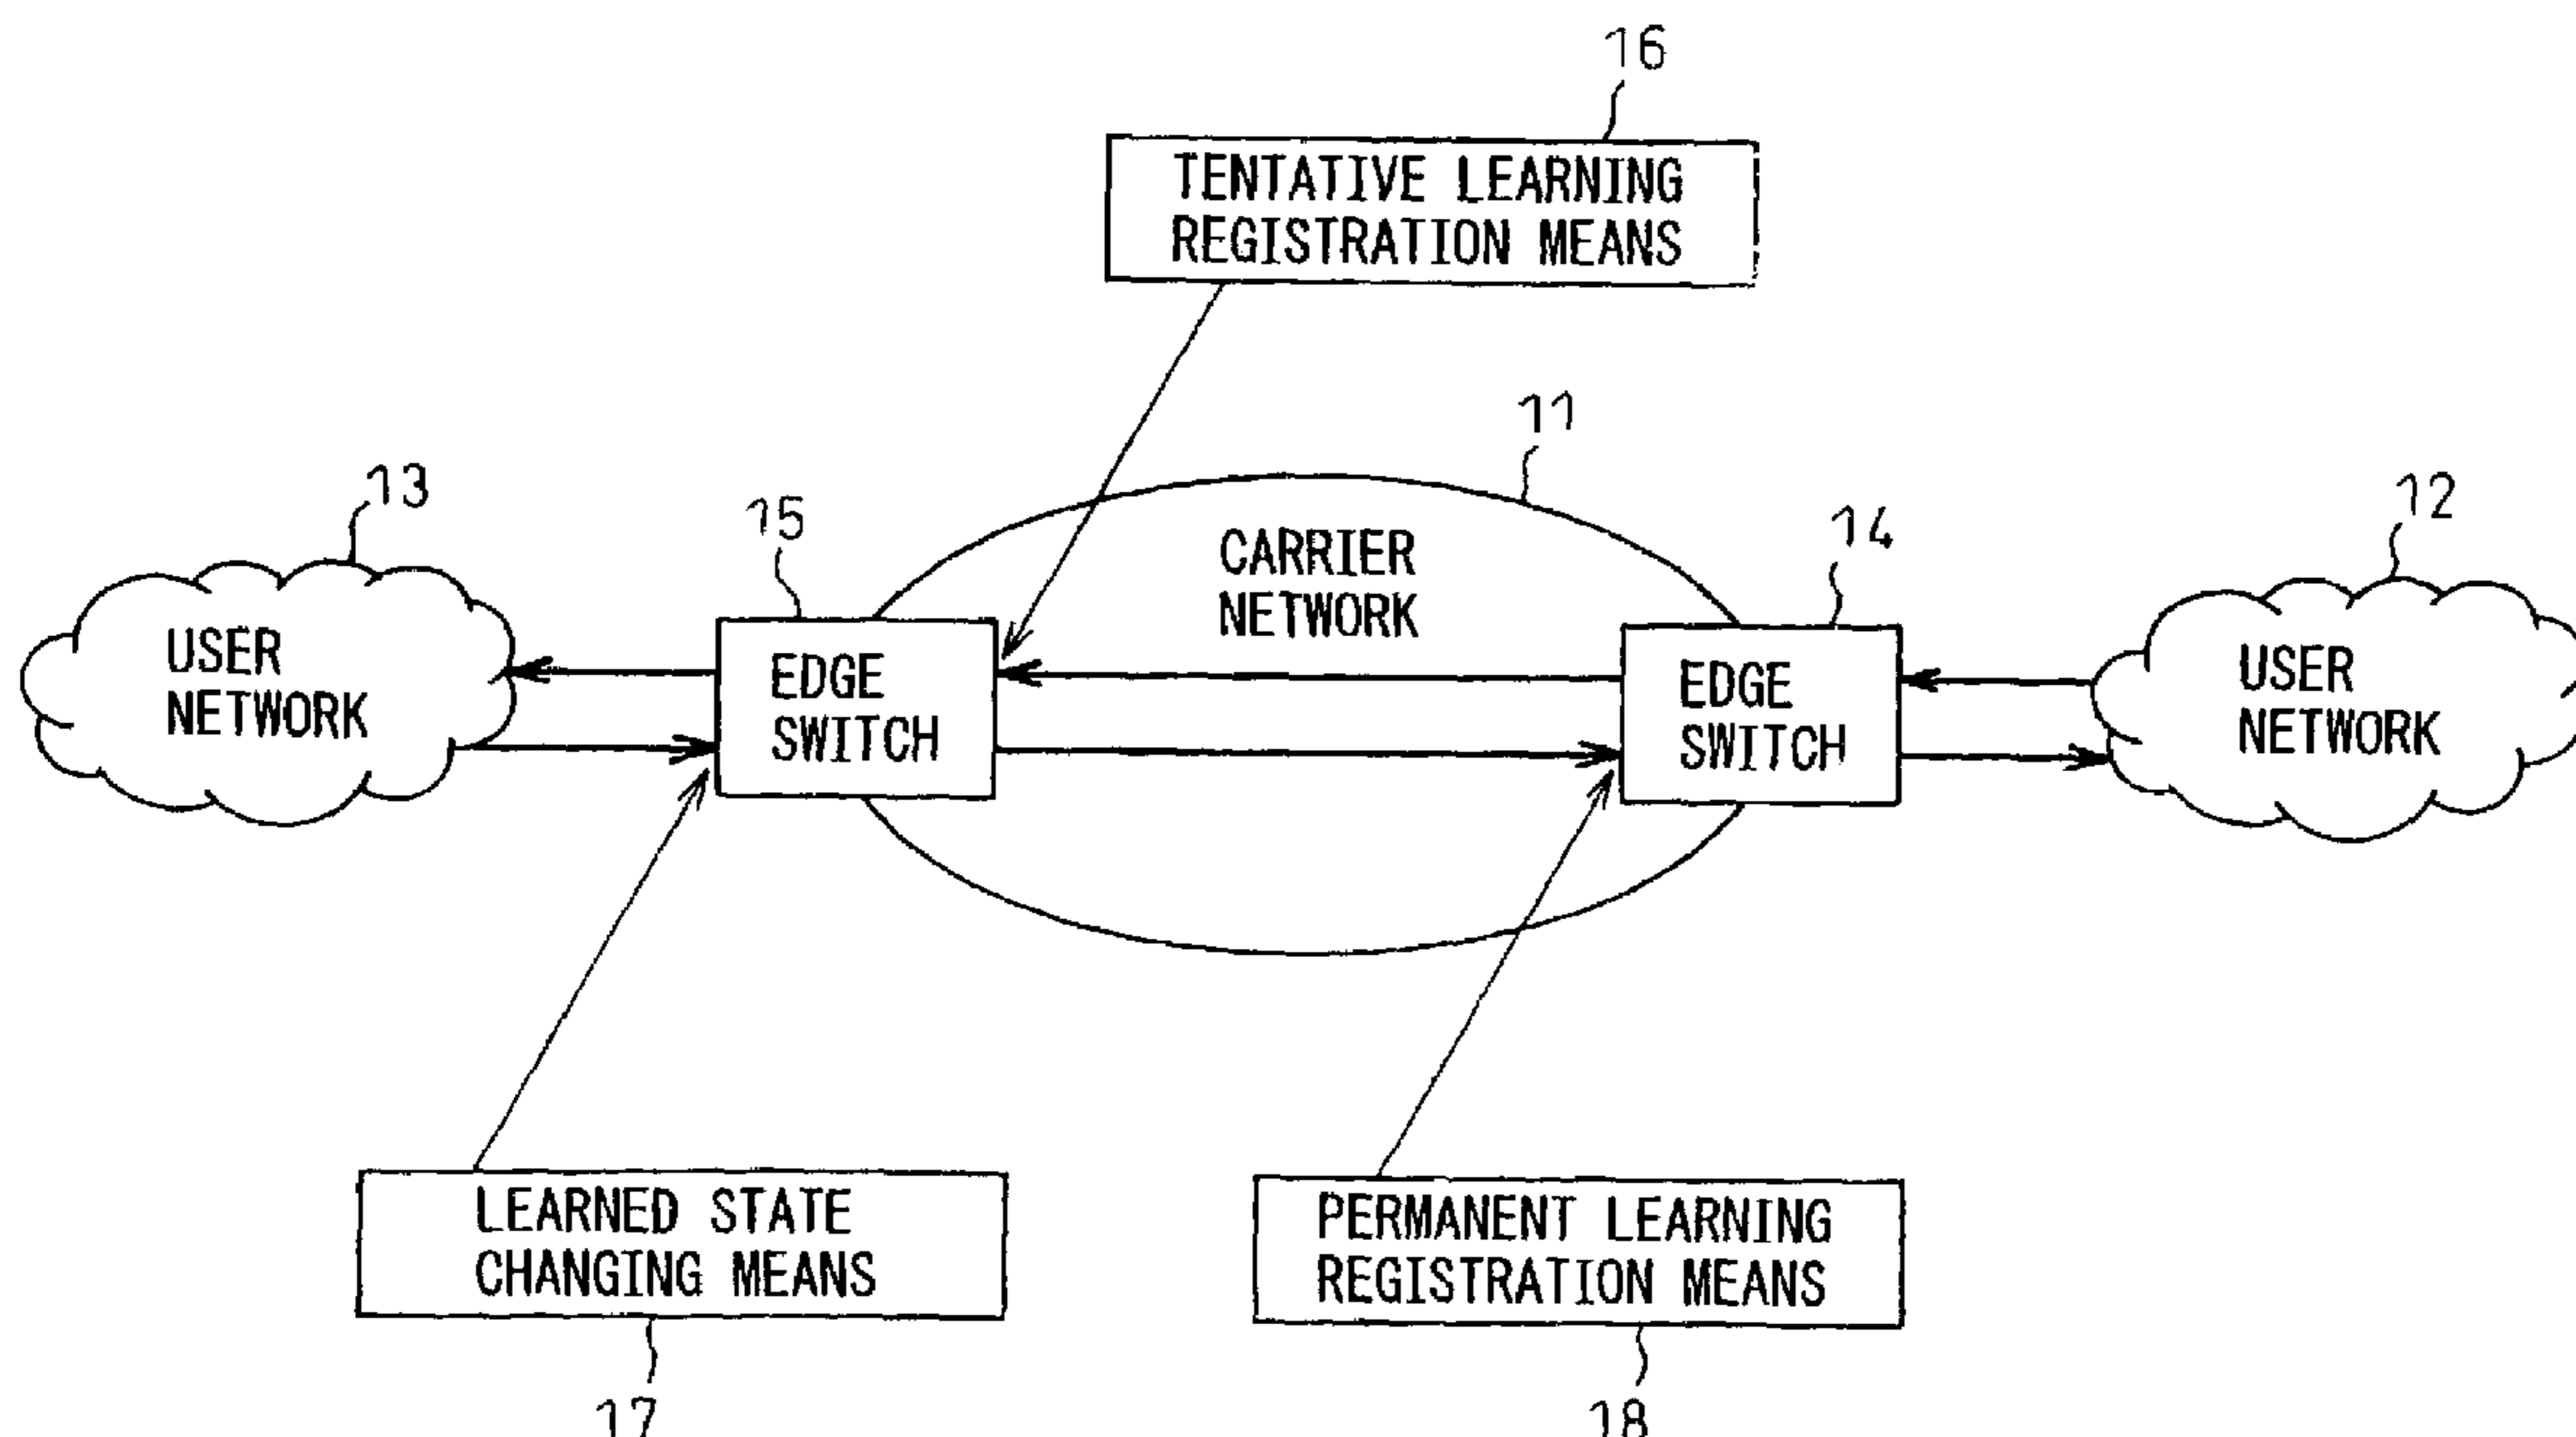 16
TENTATIVE LEARNING
REGISTRATION MEANS
11
13
15
CARRIER
NETWORK
14
12
USER
NETWORK
EDGE
SWITCH
EDGE
SWITCH
USER
NETWORK
LEARNED STATE
CHANGING MEANS
PERMANENT LEARNING
REGISTRATION MEANS
17
18